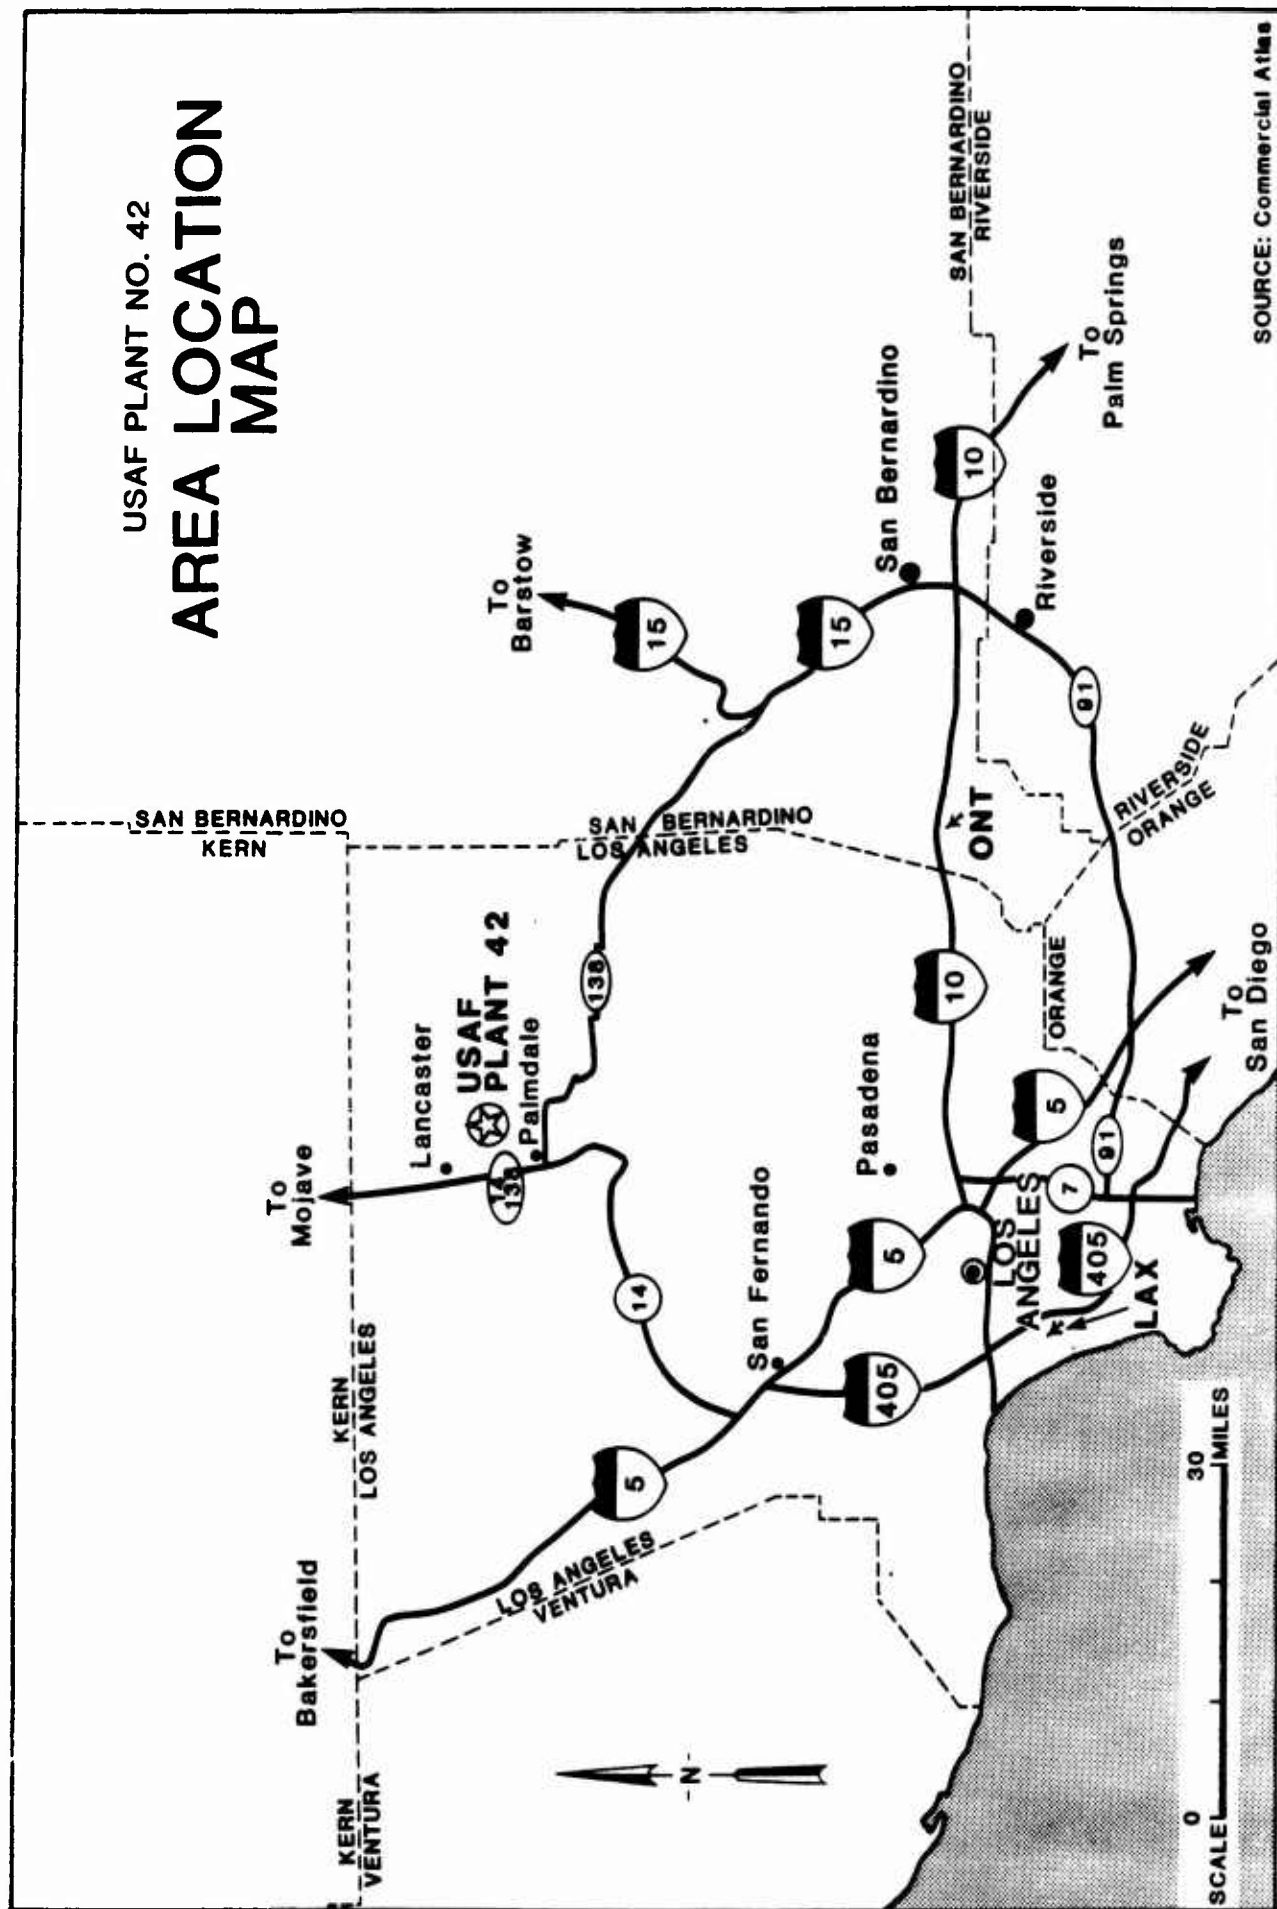 USAF PLANT NO. 42
AREA LOCATION
MAP
To
Bakersfield
To
Mojave
To
Barstow
KERN
VENTURA
KERN
LOS ANGELES
SAN BERNARDINO
KERN
SAN BERNARDINO
LOS ANGELES
LOS ANGELES
VENTURA
Lancaster
USAF
PLANT 42
Palmdale
138
138
14
5
15
15
N
San Fernando
Pasadena
San Bernardino
405
5
10
10
SAN BERNARDINO
RIVERSIDE
LOS
ANGELES
LAX
405
7
5
91
ORANGE
ONT
Riverside
91
RIVERSIDE
ORANGE
To
Palm Springs
To
San Diego
0
30
SCALE
MILES
SOURCE: Commercial Atlas